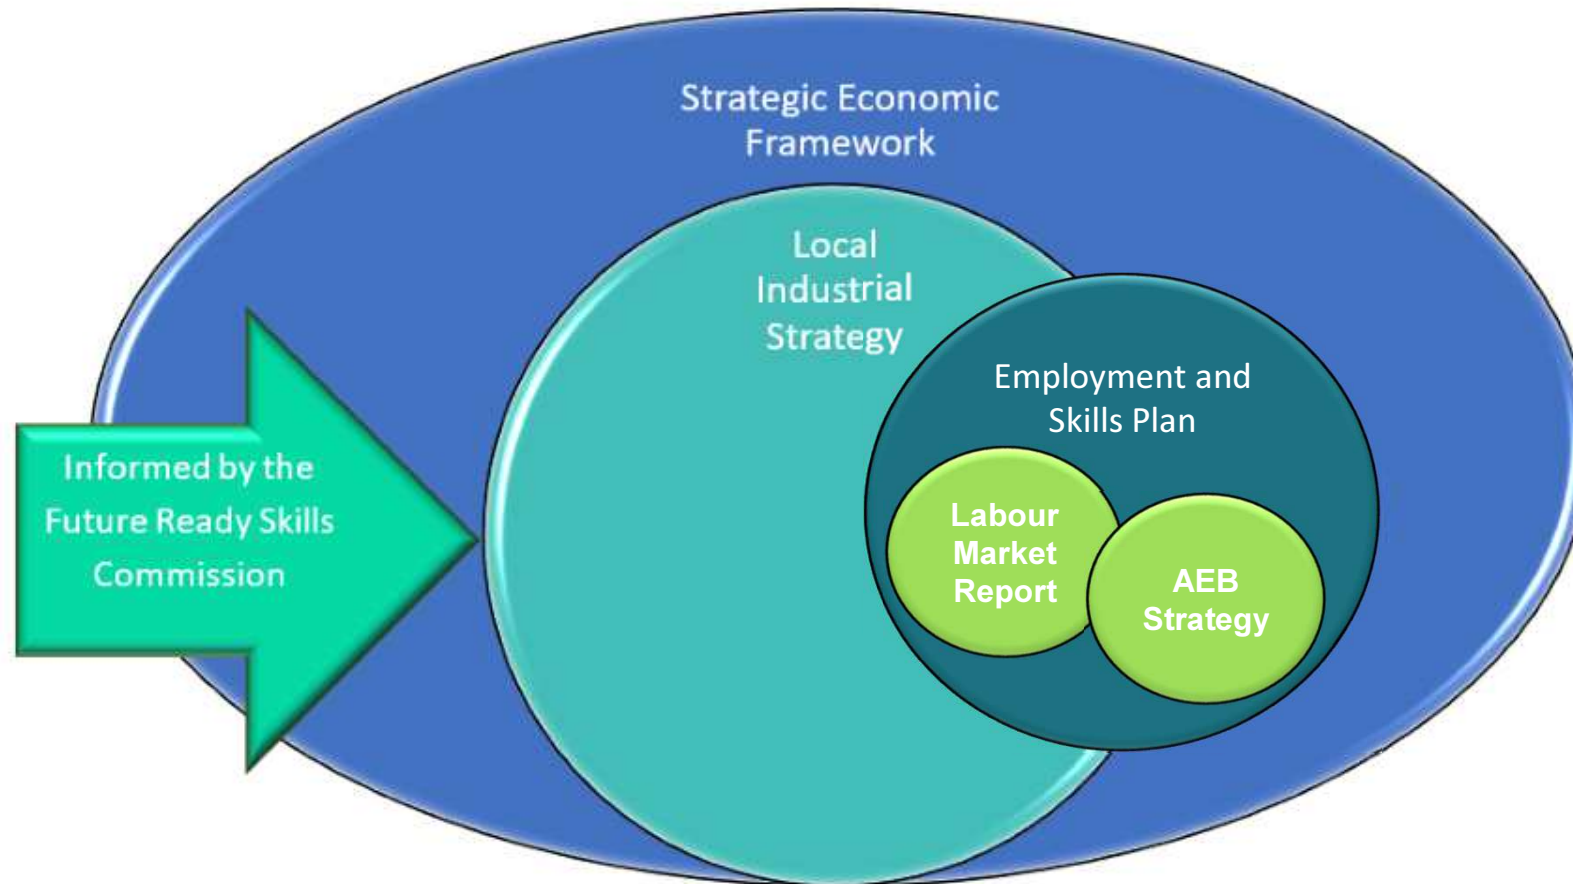 Strategic Economic
Framework
Local
Industrial
Strategy
Employment and
Skills Plan
Informed by the
Future Ready Skills
Commission
Labour
Market
Report
AEB
Strategy